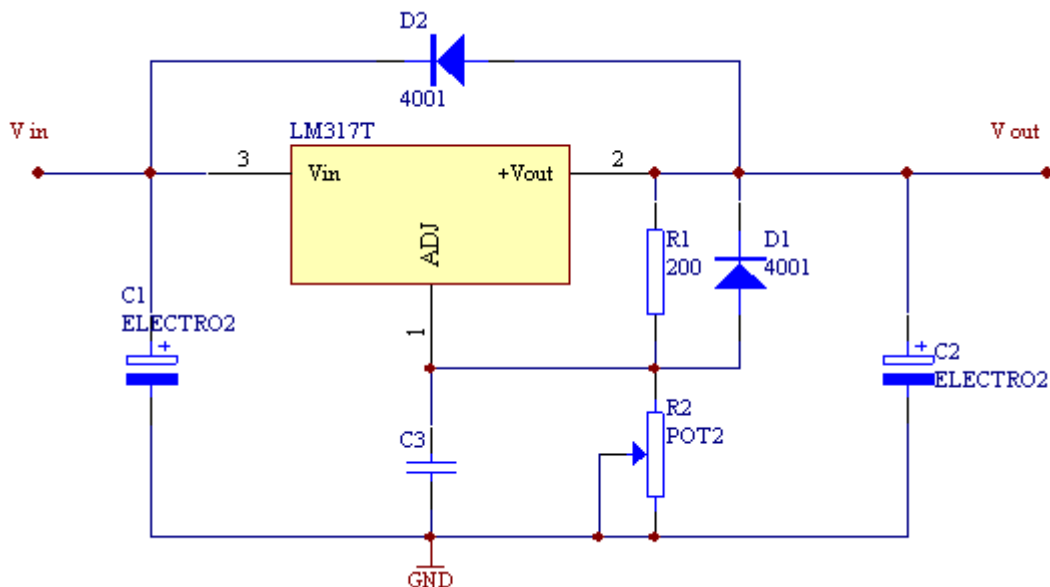 D2
4001
V in
LM317T
V out
3
Vin
+Vout
2
ADJ
R1
200
D1
4001
C1
ELECTRO2
+
1
+
C2
ELECTRO2
R2
POT2
C3
GND